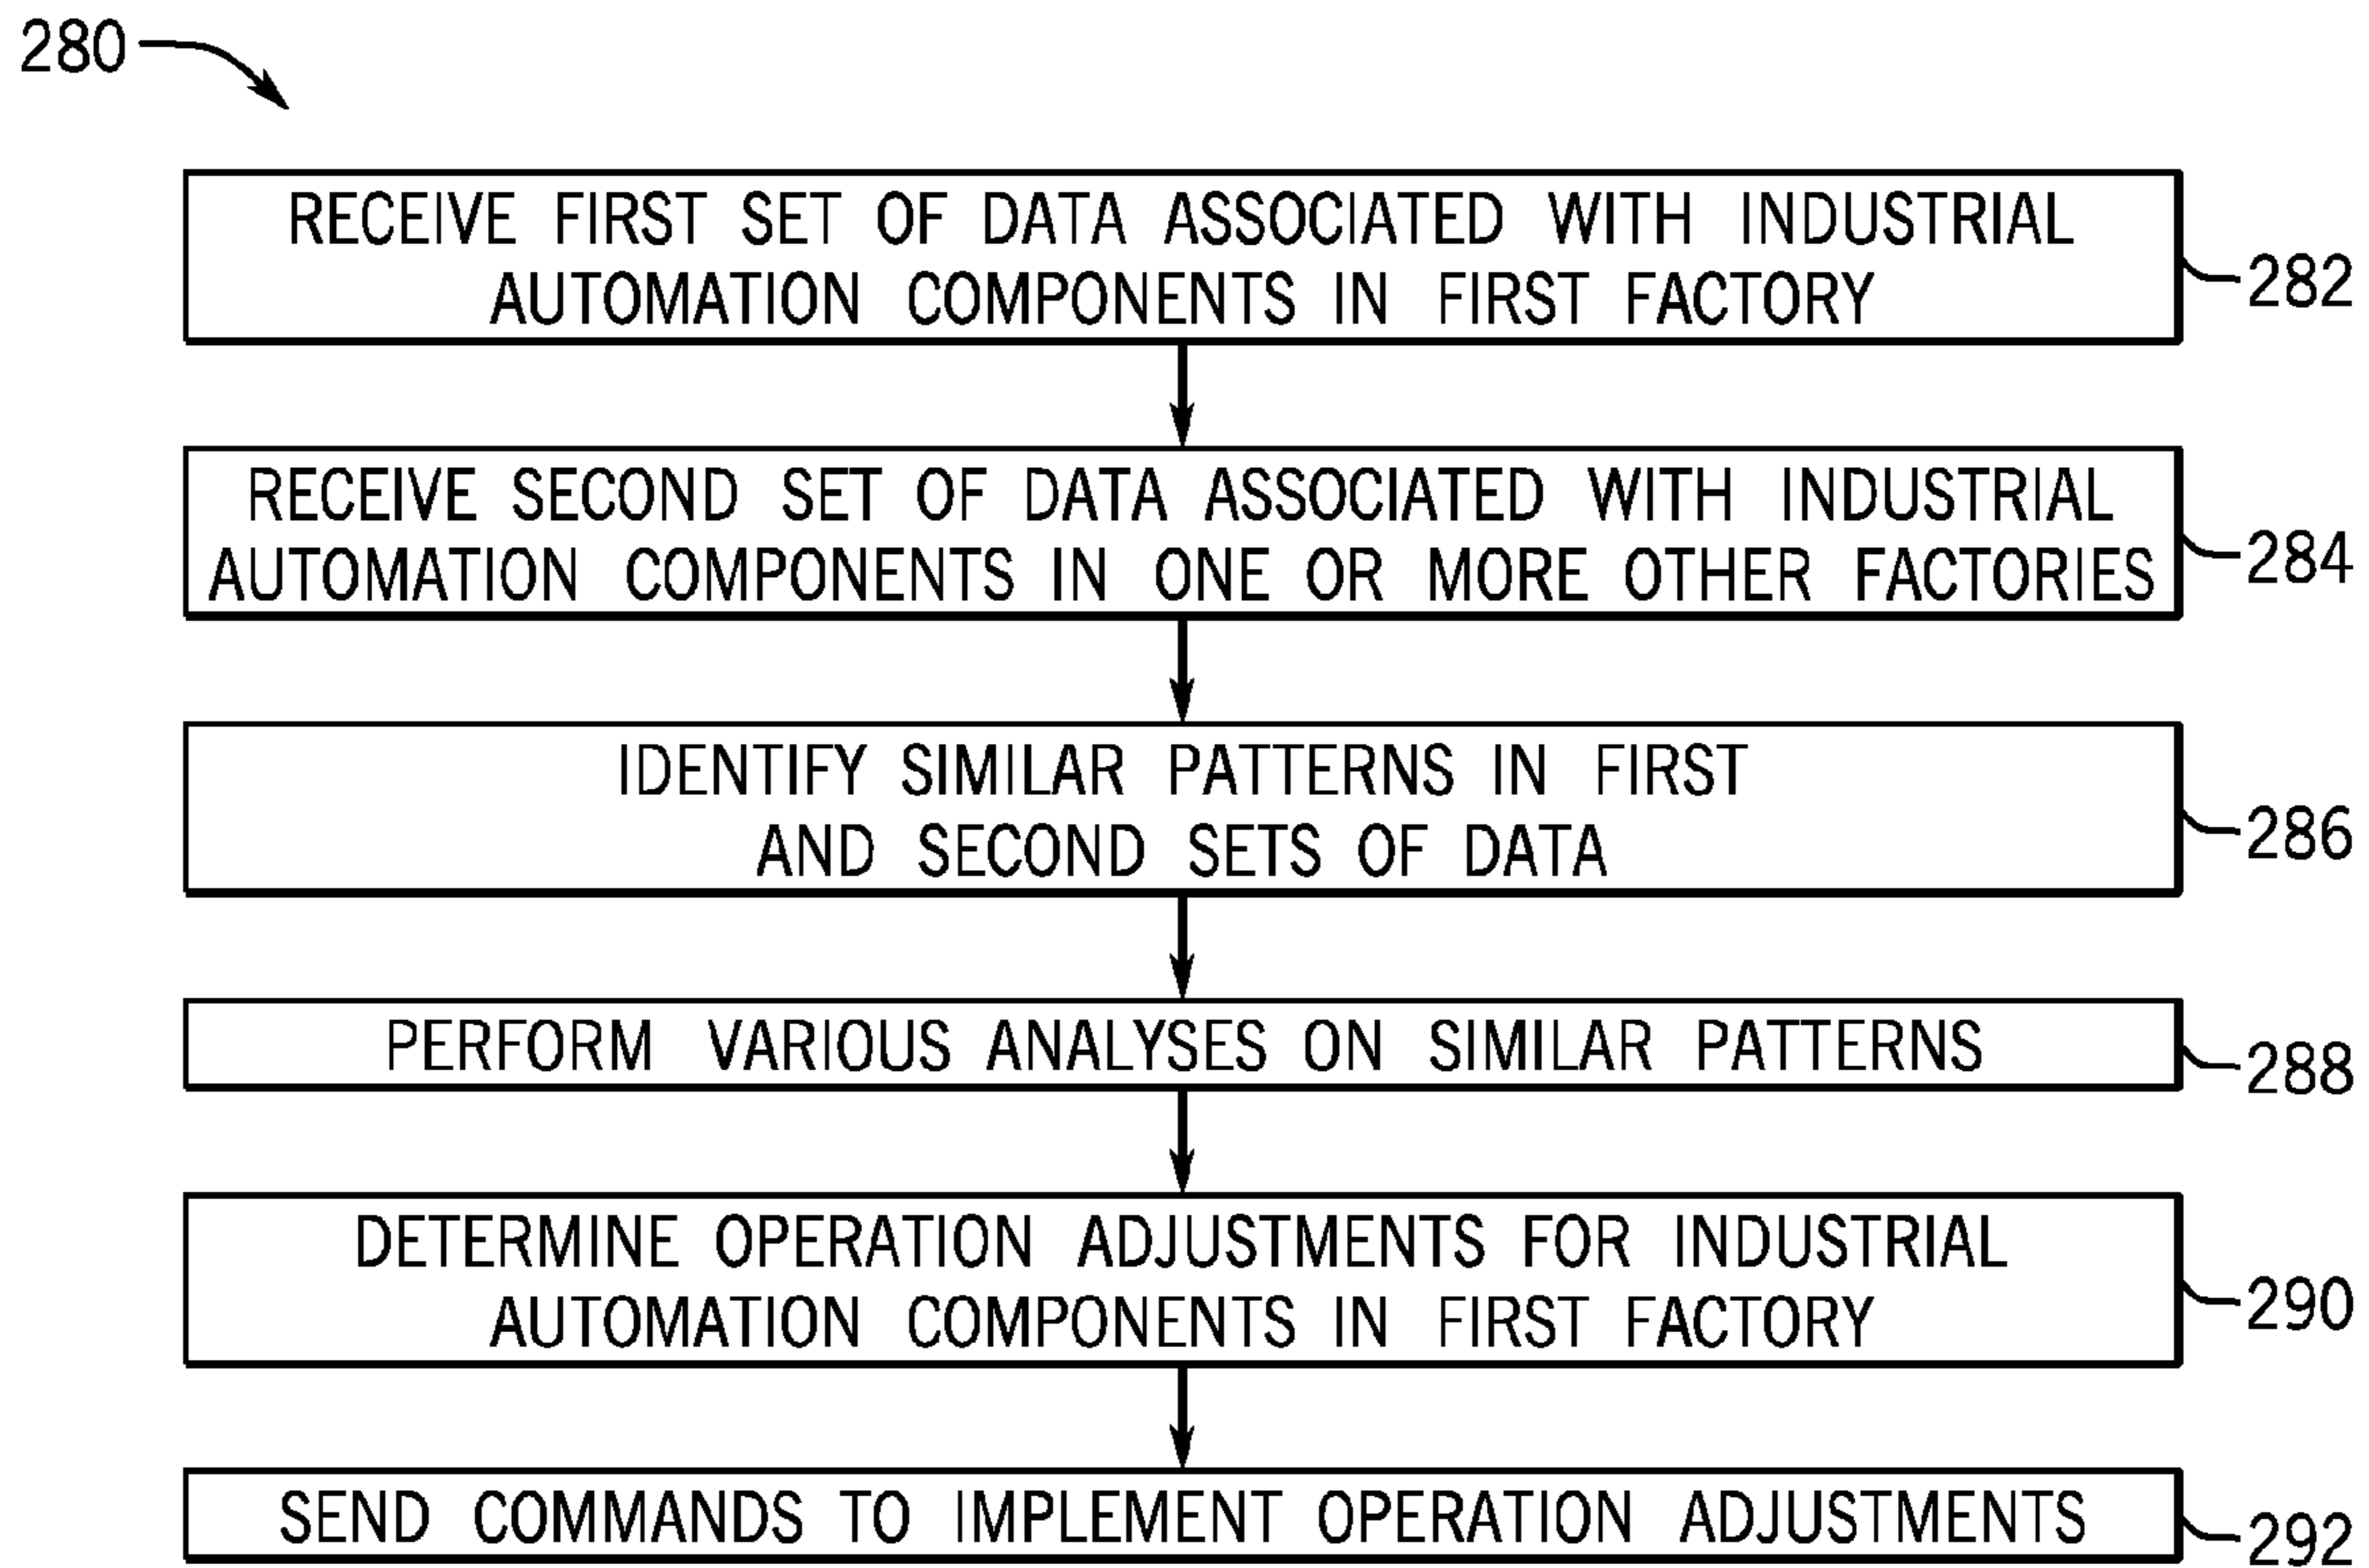 280
RECEIVE FIRST SET OF DATA ASSOCIATED WITH INDUSTRIAL
AUTOMATION COMPONENTS IN FIRST FACTORY
282
RECEIVE SECOND SET OF DATA ASSOCIATED WITH INDUSTRIAL
AUTOMATION COMPONENTS IN ONE OR MORE OTHER FACTORIES
284
IDENTIFY SIMILAR PATTERNS IN FIRST
AND SECOND SETS OF DATA
286
PERFORM VARIOUS ANALYSES ON SIMILAR PATTERNS
288
DETERMINE OPERATION ADJUSTMENTS FOR INDUSTRIAL
AUTOMATION COMPONENTS IN FIRST FACTORY
290
SEND COMMANDS TO IMPLEMENT OPERATION ADJUSTMENTS
292